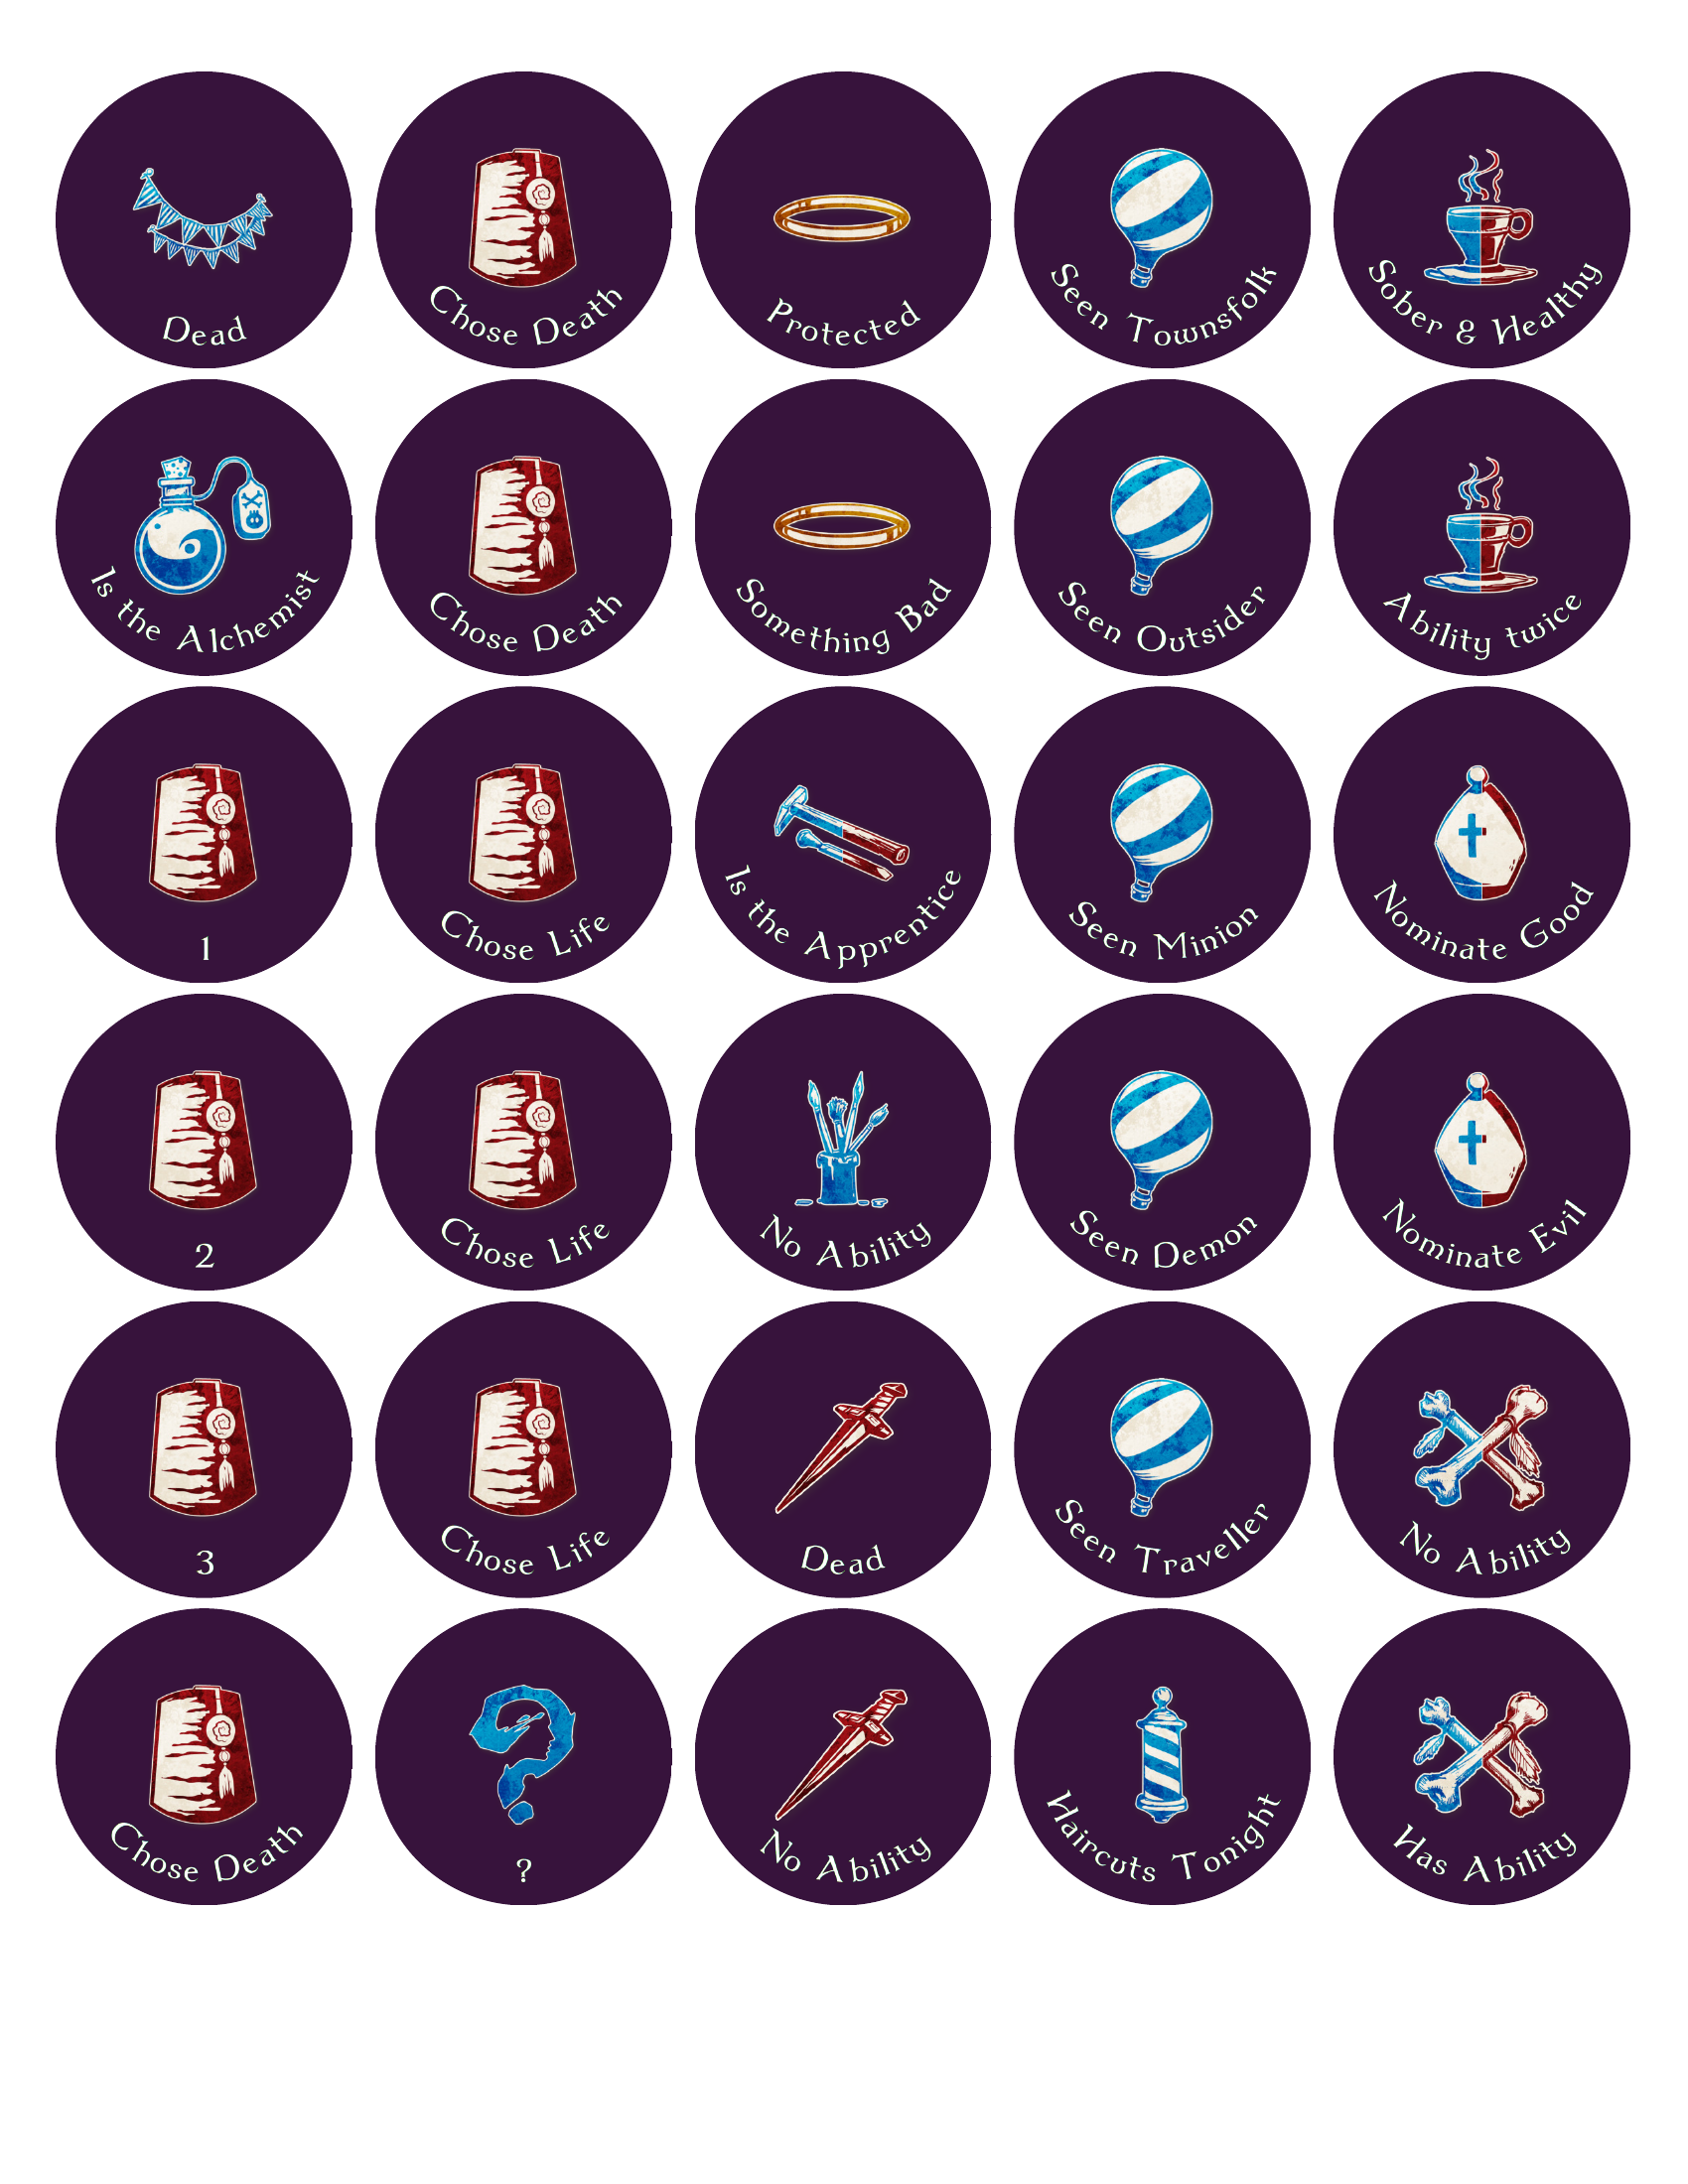 Dead
Chose Death
Protected
Seen Townsfolk
Sober & Healthy
Is the Alchemist
Chose Death
Something Bad
Seen Outsider
Ability twice
1
Chose Life
Is the Apprentice
Seen Minion
Nominate Good
2
Chose Life
No Ability
Seen Demon
Nominate Evil
3
Chose Life
Dead
Seen Traveller
No Ability
Chose Death
?
No Ability
Haircuts Tonight
Has Ability